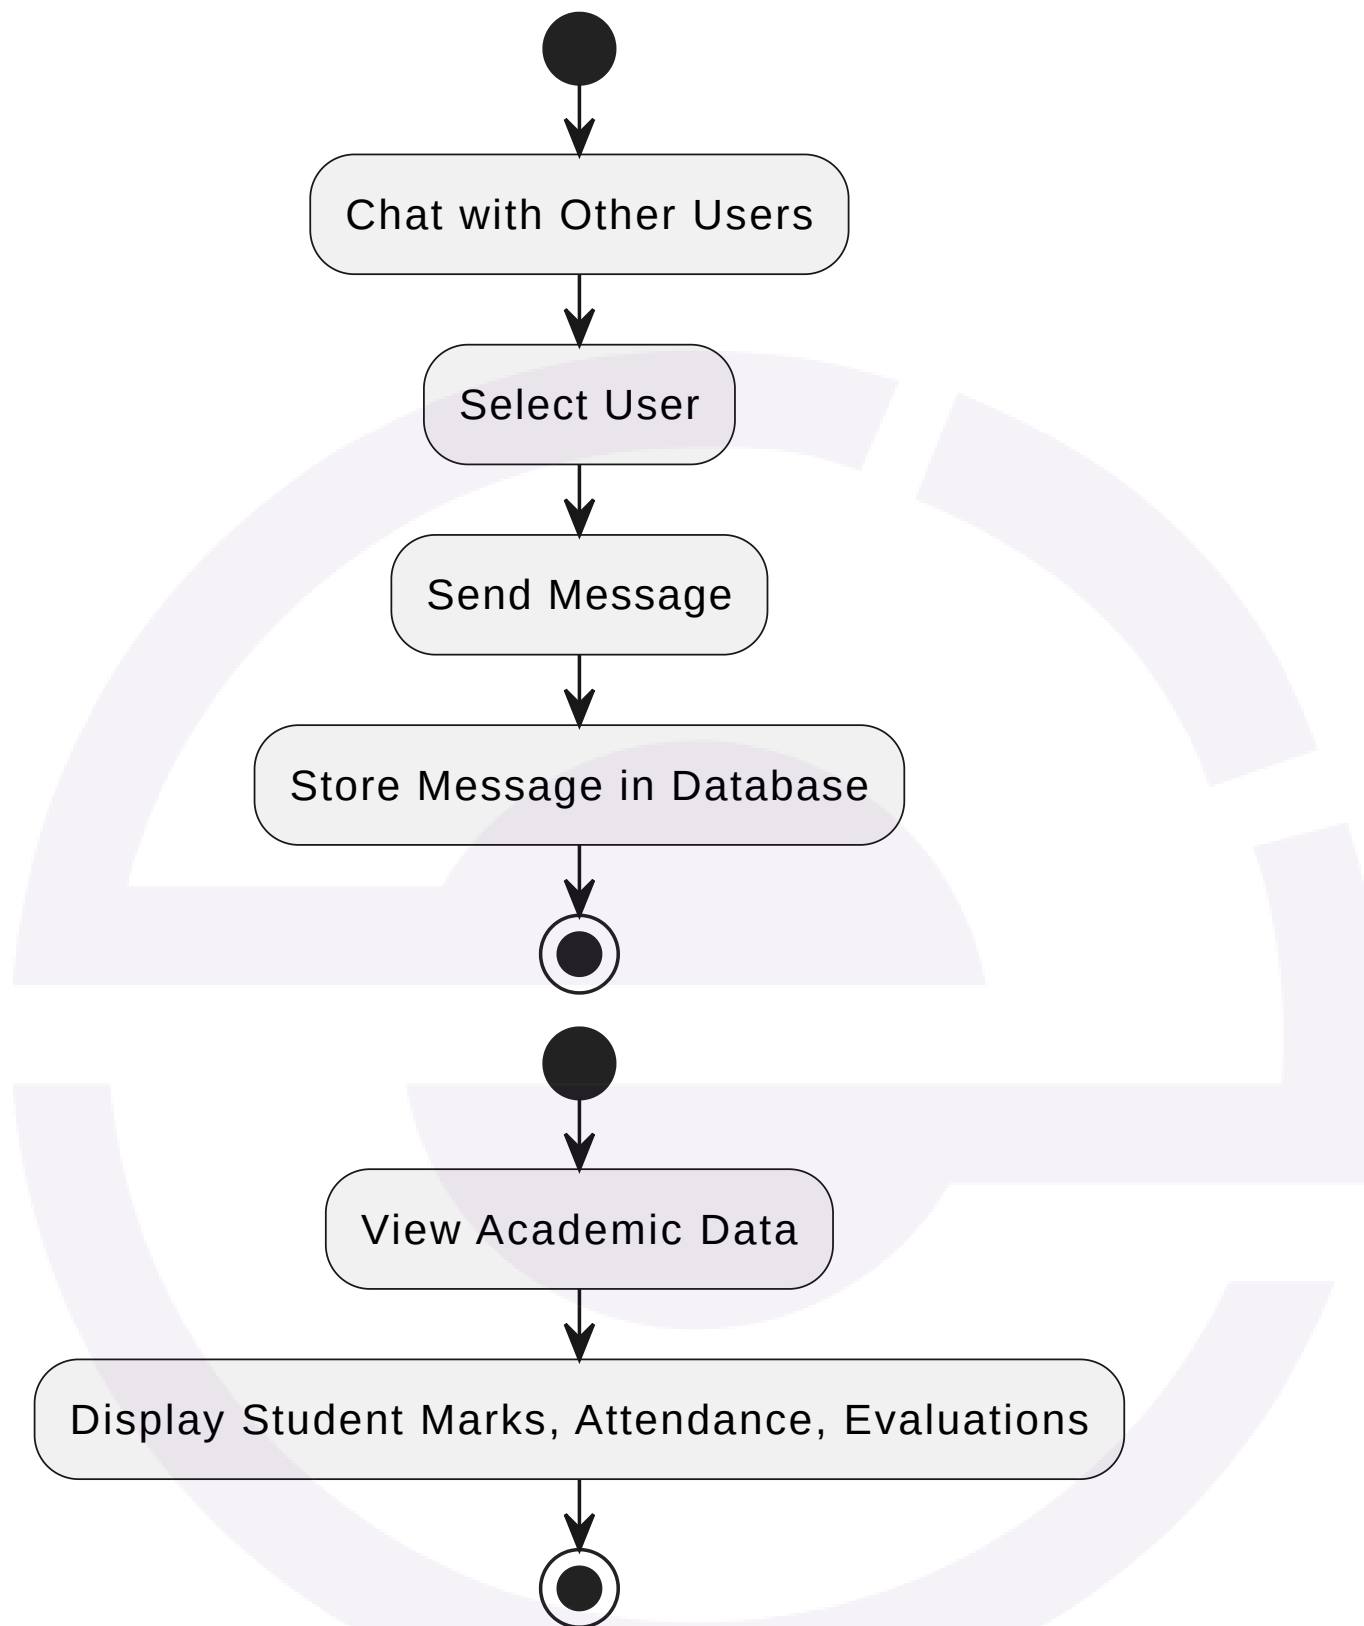 Chat with Other Users
Select User
Send Message
Store Message in Database
View Academic Data
Display Student Marks, Attendance, Evaluations